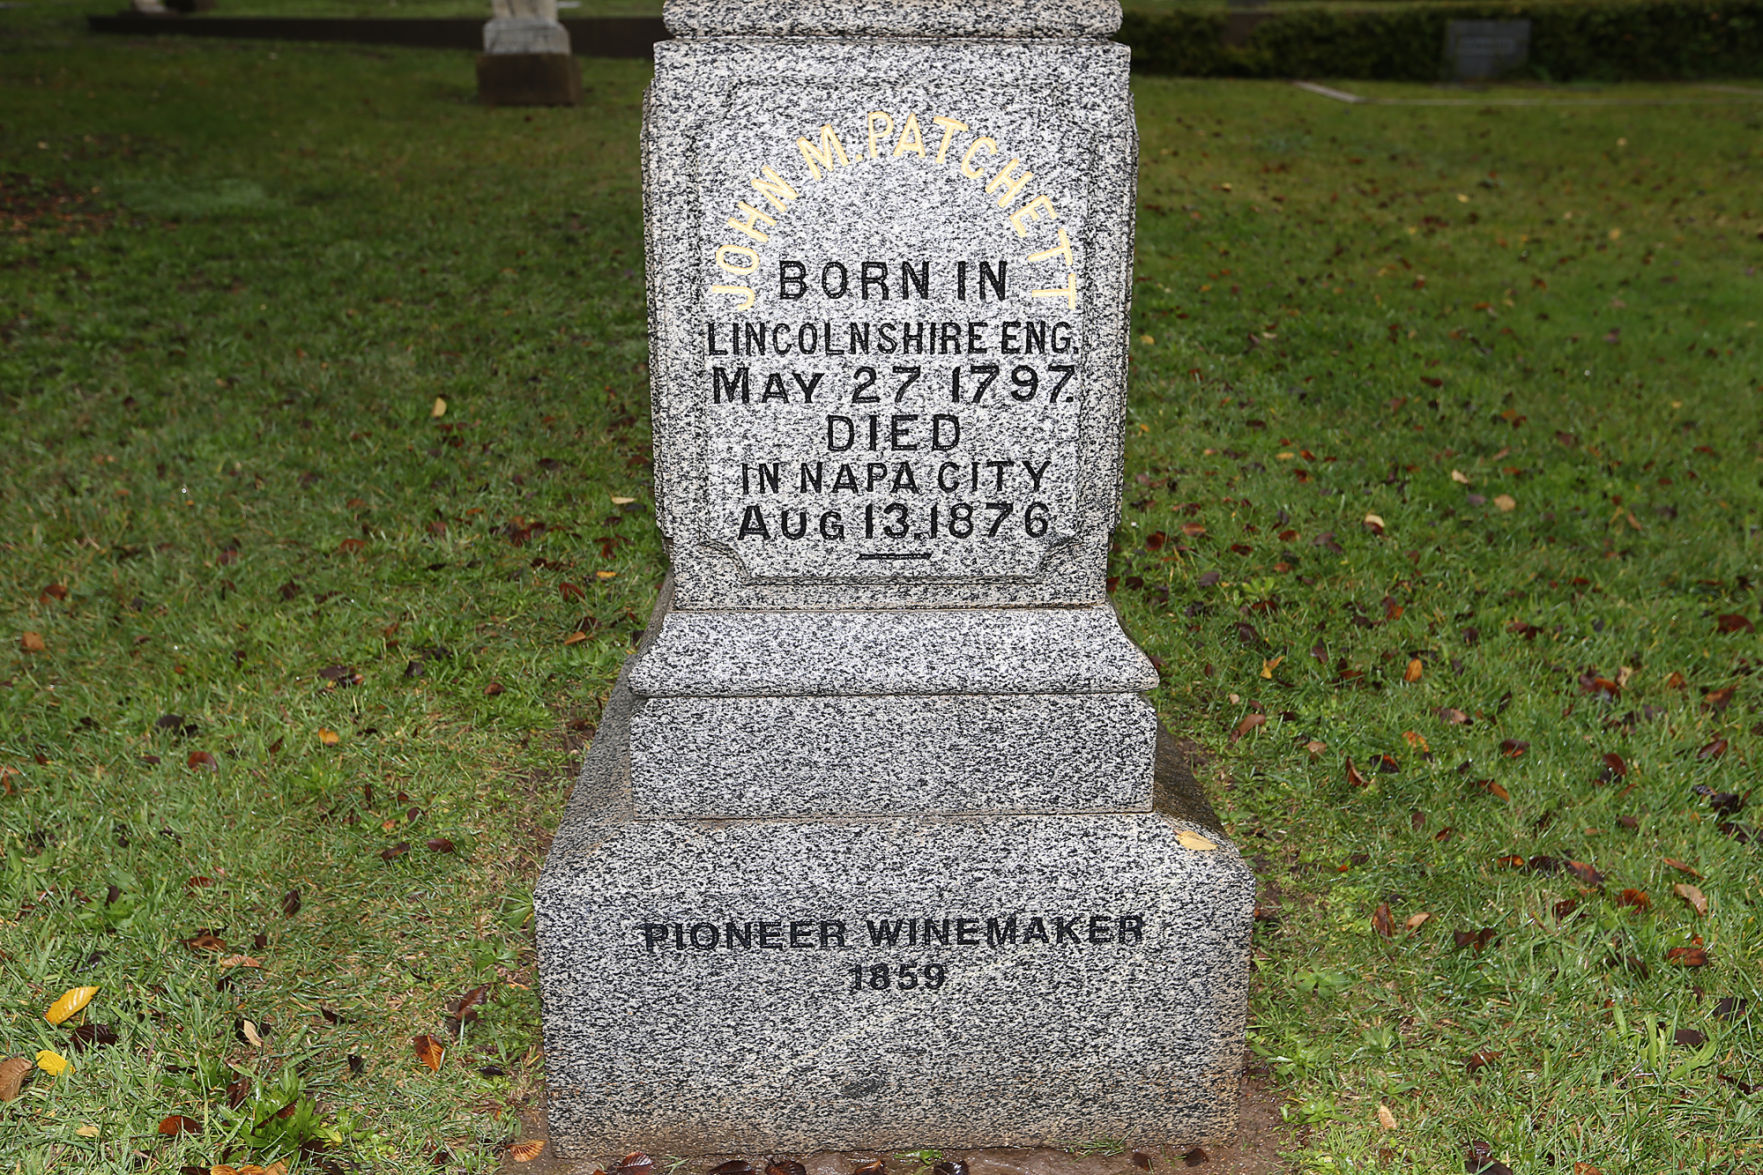 JOHN M. PATCHETT
BORN IN
LINCOLNSHIRE ENG.
MAY 27 1797.
DIED
IN NAPA CITY
AUG 13. 1876
PIONEER WINEMAKER
1859